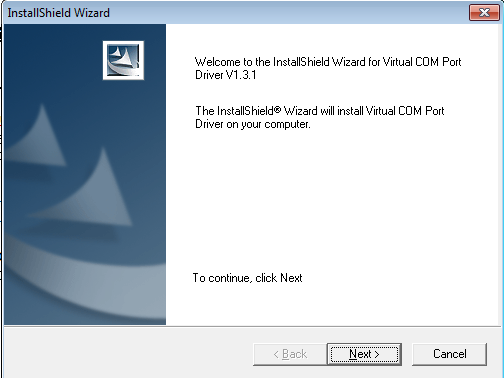 InstallShield Wizard
Welcome to the InstallShield Wizard for Virtual COM Port
Driver V1.3.1
The InstallShield® Wizard will install Virtual COM Port
Driver on your computer.
To continue, click Next
< Back
Next >
Cancel